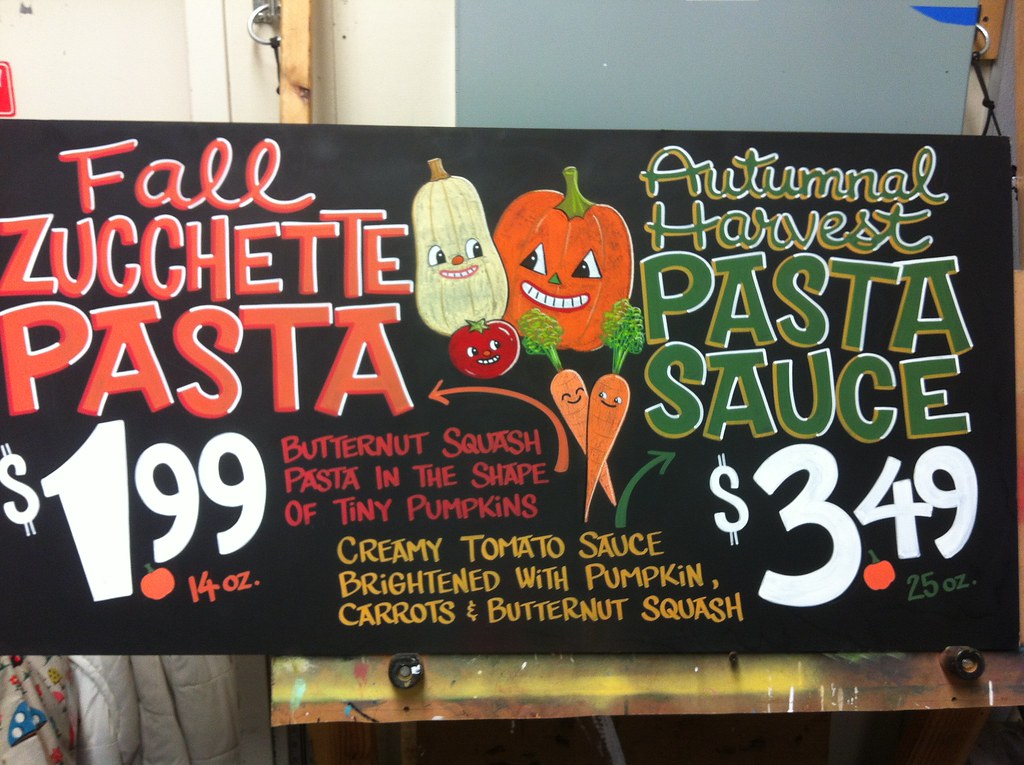 Fall
ZUCCHETTE
PASTA
$1.99
14 oz.
BUTTERNUT SQUASH
PASTA IN THE SHAPE
OF TINY PUMPKINS
Autumnal
Harvest
PASTA
SAUCE
$3.49
25 oz.
CREAMY TOMATO SAUCE
BRIGHTENED WITH PUMPKIN,
CARROTS & BUTTERNUT SQUASH